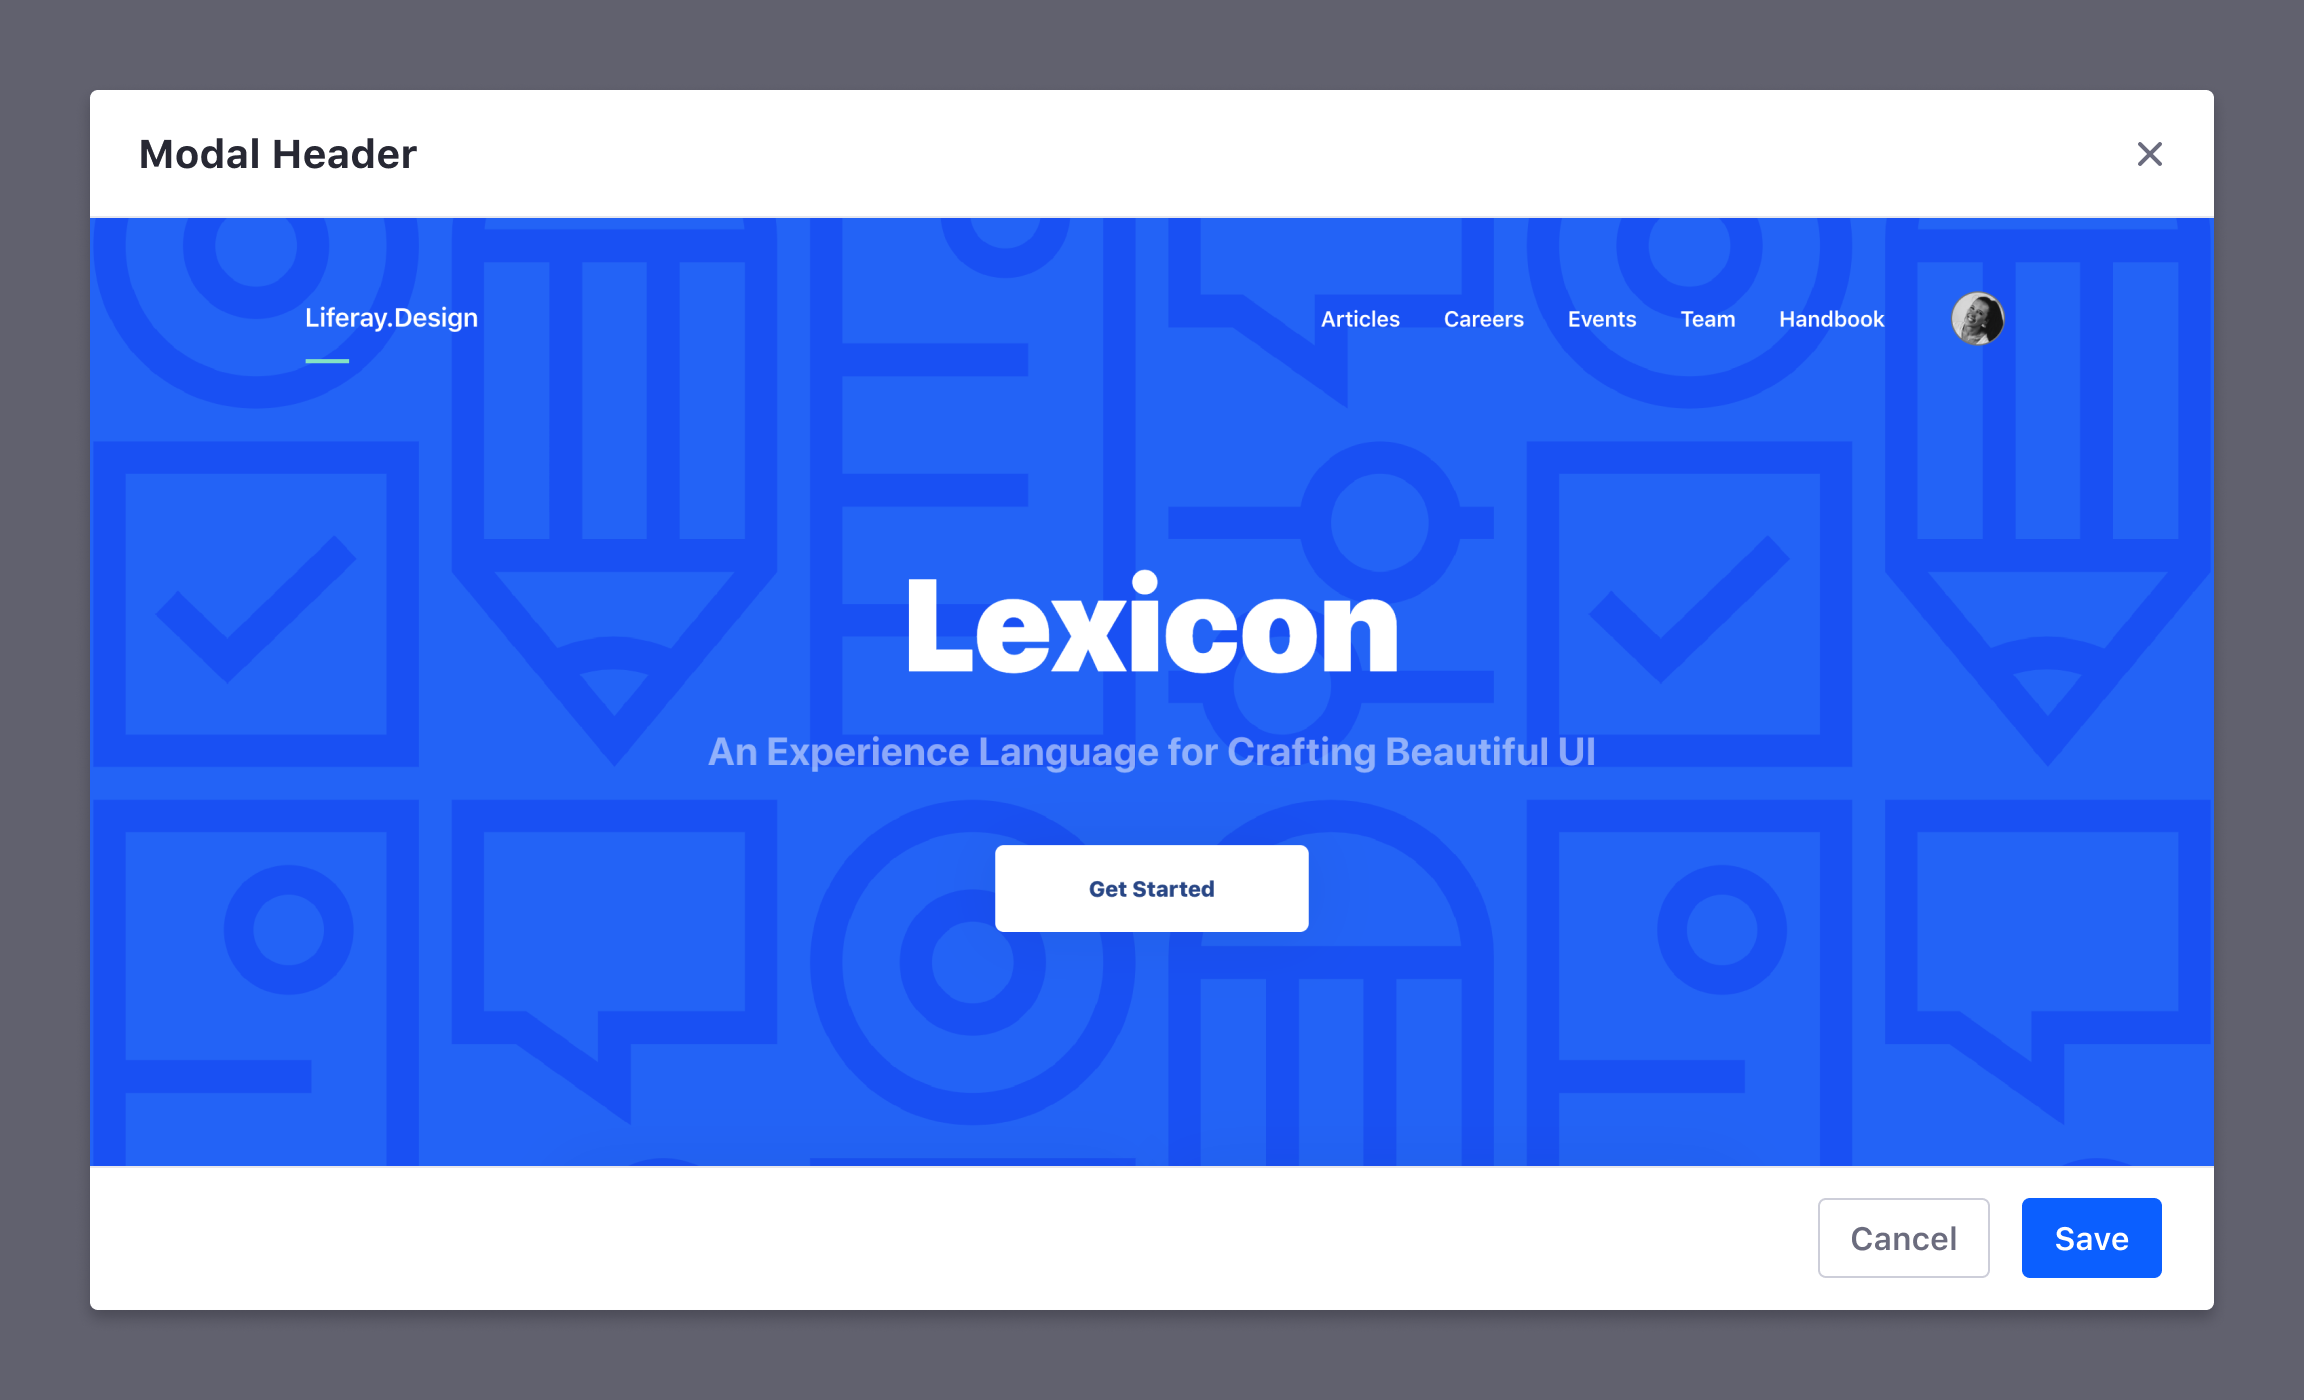 Modal Header
Liferay.Design Articles Careers Events Team Handbook
Lexicon
An Experience Language for Crafting Beautiful UI
Get Started
Cancel Save